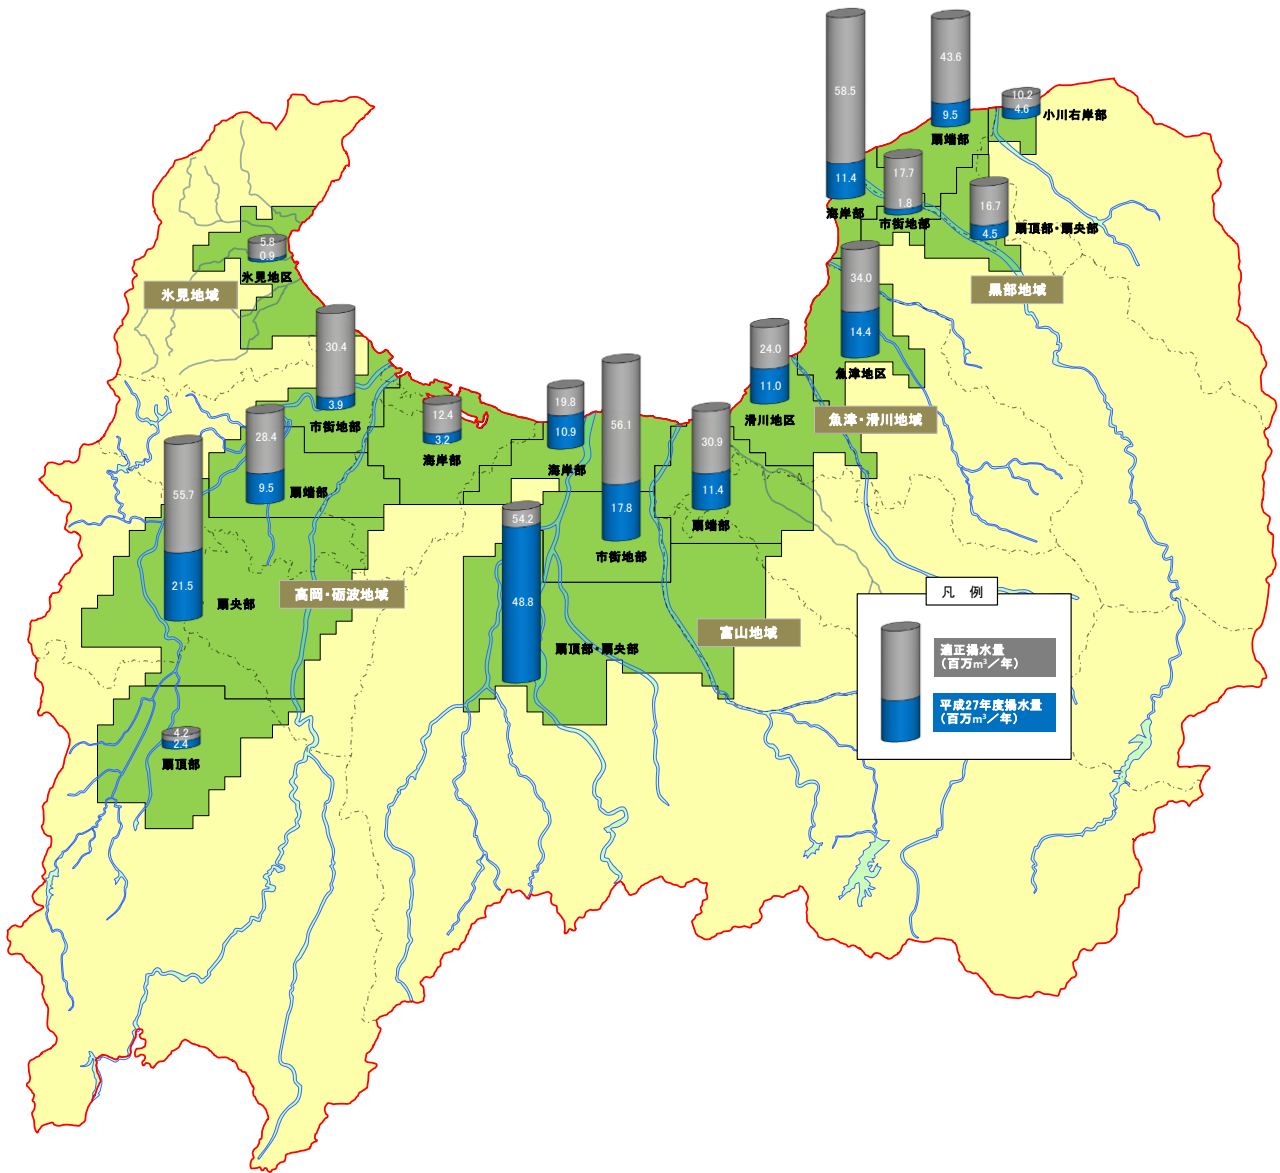 58.5
11.4
海岸部
43.6
9.5
扇端部
10.2
4.6
小川右岸部
17.7
1.8
市街地部
16.7
4.5
扇頂部・扇央部
黒部地域
5.8
0.9
氷見地区
氷見地域
34.0
14.4
魚津地区
24.0
11.0
滑川地区
魚津・滑川地域
30.4
3.9
市街地部
12.4
3.2
海岸部
28.4
9.5
扇端部
55.7
21.5
扇央部
高岡・砺波地域
4.2
2.4
扇頂部
19.8
10.9
海岸部
56.1
17.8
市街地部
30.9
11.4
扇端部
54.2
48.8
扇頂部・扇央部
富山地域
凡　例
適正揚水量
（百万㎥／年）
平成27年度揚水量
（百万㎥／年）